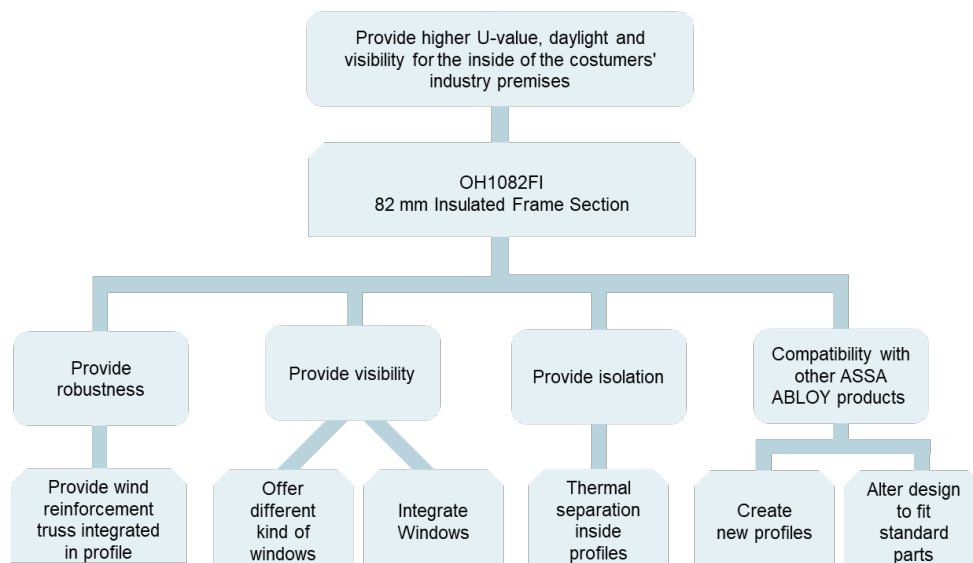 Provide higher U-value, daylight and
visibility for the inside of the costumers'
industry premises
OH1082FI
82 mm Insulated Frame Section
Provide
robustness
Provide visibility
Provide isolation
Compatibility with
other ASSA
ABLOY products
Provide wind
reinforcement
truss integrated
in profile
Offer
different
kind of
windows
Integrate
Windows
Thermal
separation
inside
profiles
Create
new profiles
Alter design
to fit
standard
parts